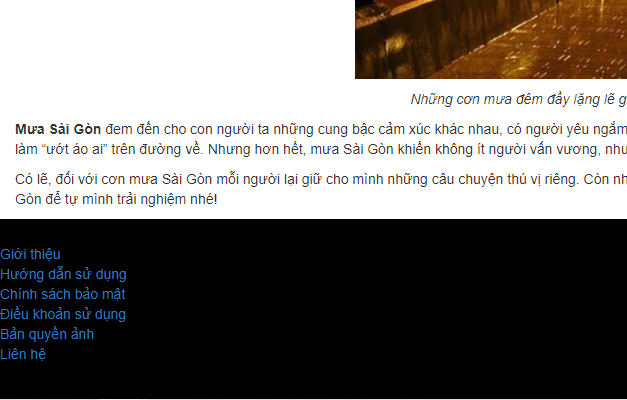 Những cơn mưa đêm đầy lặng lẽ
Mưa Sài Gòn đem đến cho con người ta những cung bậc cảm xúc khác nhau, có người yêu ngắm
làm “ướt áo ai” trên đường về. Nhưng hơn hết, mưa Sài Gòn khiến không ít người vấn vương,
Có lẽ, đối với cơn mưa Sài Gòn mỗi người lại giữ cho mình những câu chuyện thú vị riêng. Còn
Gòn để tự mình trải nghiệm nhé!
Giới thiệu
Hướng dẫn sử dụng
Chính sách bảo mật
Điều khoản sử dụng
Bản quyền ảnh
Liên hệ